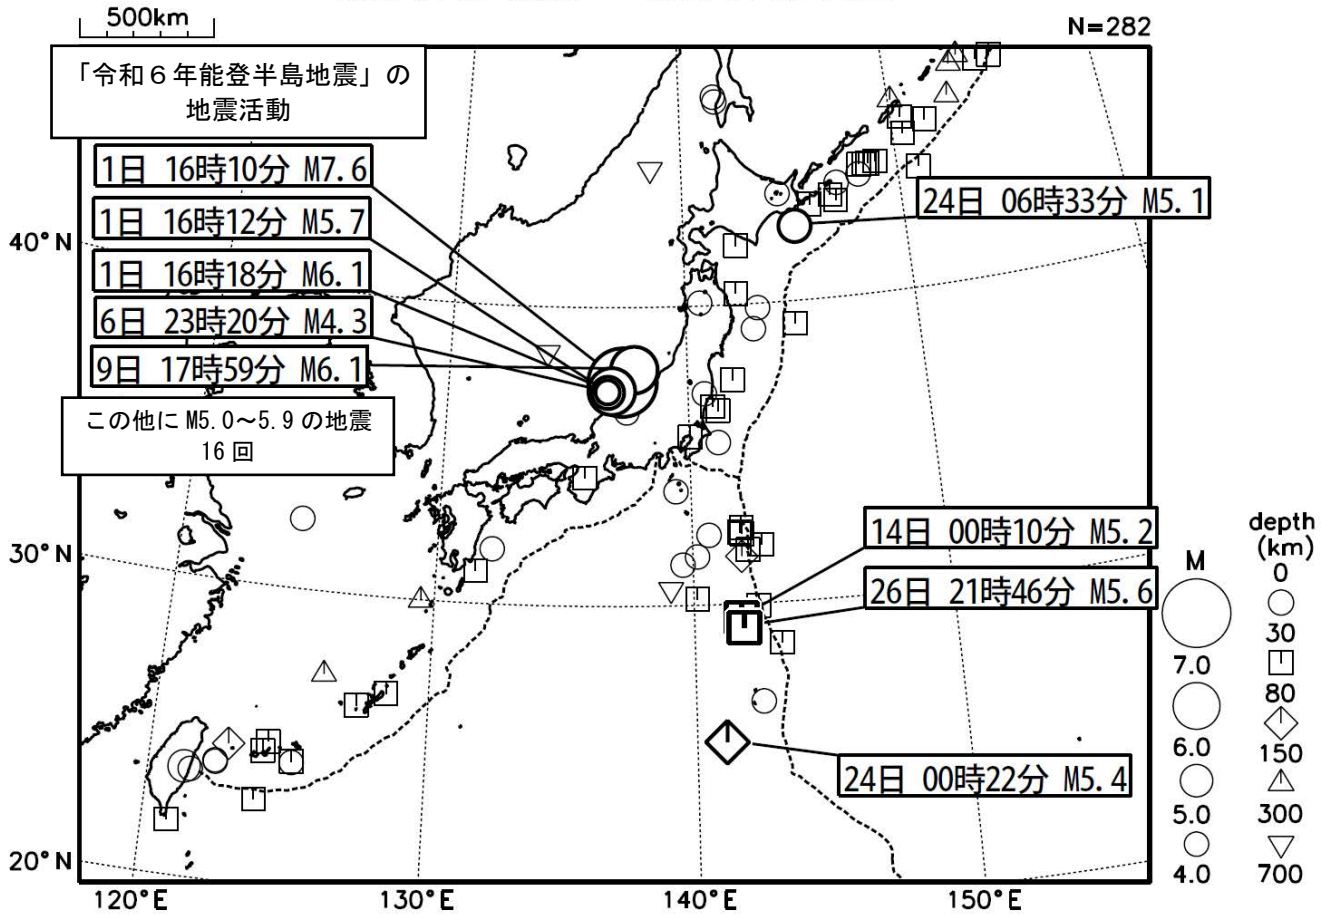 500km
N=282
「令和６年能登半島地震」の
地震活動
1日 16時10分 M7.6
1日 16時12分 M5.7
1日 16時18分 M6.1
6日 23時20分 M4.3
9日 17時59分 M6.1
この他に M5.0～5.9 の地震
16 回
24日 06時33分 M5.1
14日 00時10分 M5.2
26日 21時46分 M5.6
24日 00時22分 M5.4
40°N
30°N
20°N
120°E
130°E
140°E
150°E
M
7.0
6.0
5.0
4.0
depth
(km)
0
30
80
150
300
700